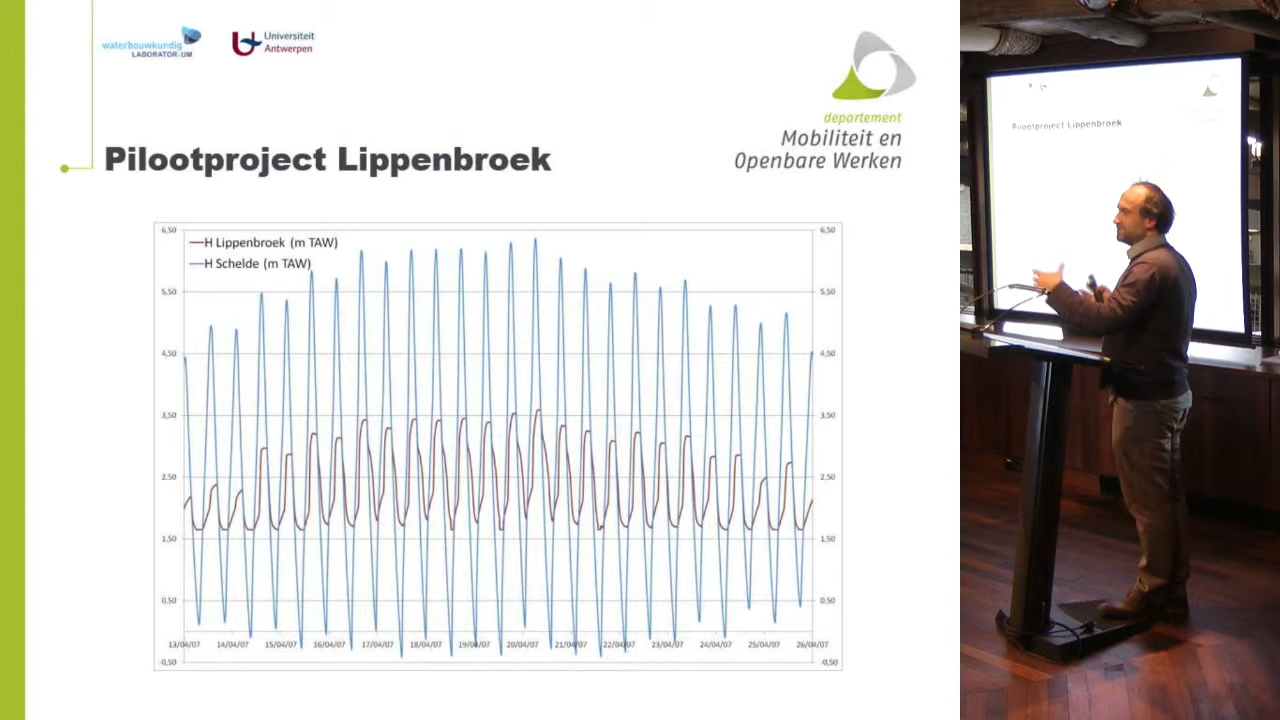 waterbouwkundig
LABORATORIUM
Universiteit
Antwerpen
departement
Mobiliteit en
Openbare Werken
Pilootproject Lippenbroek
H Lippenbroek (m TAW)
H Schelde (m TAW)
6,50 6,50
5,50 5,50
4,50 4,50
3,50 3,50
2,50 2,50
1,50 1,50
0,50 0,50
13/04/07 14/04/07 15/04/07 16/04/07 17/04/07 18/04/07 19/04/07 20/04/07 21/04/07 22/04/07 23/04/07 24/04/07 25/04/07 26/04/07
-0,50 -0,50
Pilootproject Lippenbroek